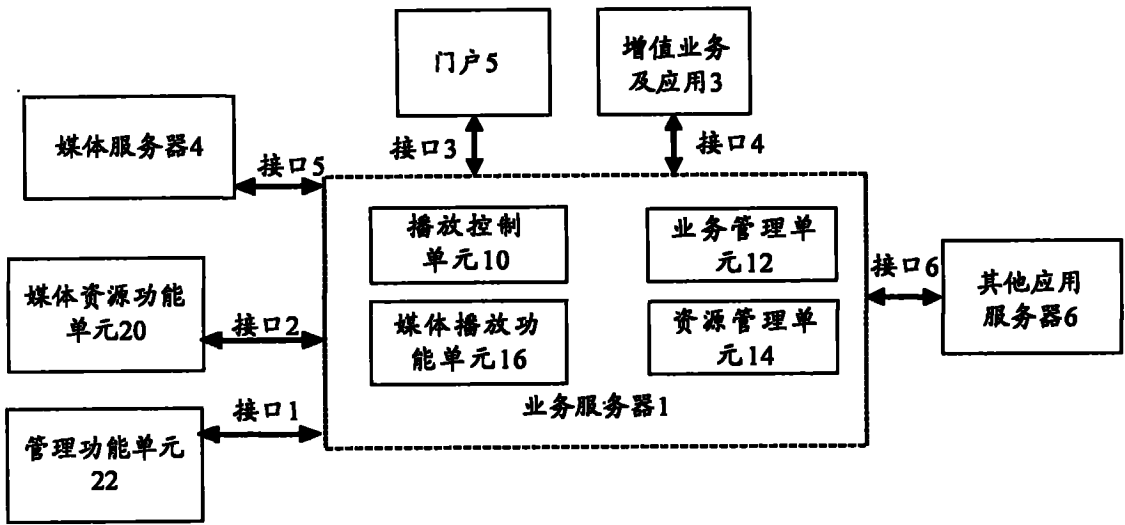 门户5
增值业务
及应用3
媒体服务器4
接口5
接口3
接口4
播放控制
单元10
业务管理单
元12
接口6
其他应用
服务器6
媒体资源功能
单元20
接口2
媒体播放功
能单元16
资源管理单
元14
业务服务器1
接口1
管理功能单元
22